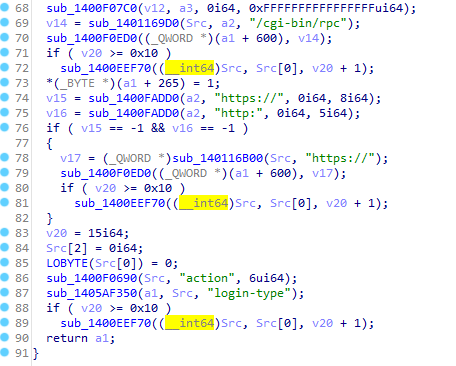 68 sub_1400F07C0(v12, a3, 0i64, 0xFFFFFFFFFFFFFFFFui64);
69 v14 = sub_1401169D0(Src, a2, "/cgi-bin/rpc");
70 sub_1400F0ED0((_QWORD *)(a1 + 600), v14);
71 if ( v20 >= 0x10 )
72 sub_1400EEF70((__int64)Src, Src[0], v20 + 1);
73 *(_BYTE *)(a1 + 265) = 1;
74 v15 = sub_1400FADD0(a2, "https://", 0i64, 8i64);
75 v16 = sub_1400FADD0(a2, "http:", 0i64, 5i64);
76 if ( v15 == -1 && v16 == -1 )
77 {
78 v17 = (_QWORD *)sub_140116B00(Src, "https://");
79 sub_1400F0ED0((_QWORD *)(a1 + 600), v17);
80 if ( v20 >= 0x10 )
81 sub_1400EEF70((__int64)Src, Src[0], v20 + 1);
82 }
83 v20 = 15i64;
84 Src[2] = 0i64;
85 LOBYTE(Src[0]) = 0;
86 sub_1400F0690(Src, "action", 6ui64);
87 sub_1405AF350(a1, Src, "login-type");
88 if ( v20 >= 0x10 )
89 sub_1400EEF70((__int64)Src, Src[0], v20 + 1);
90 return a1;
91 }